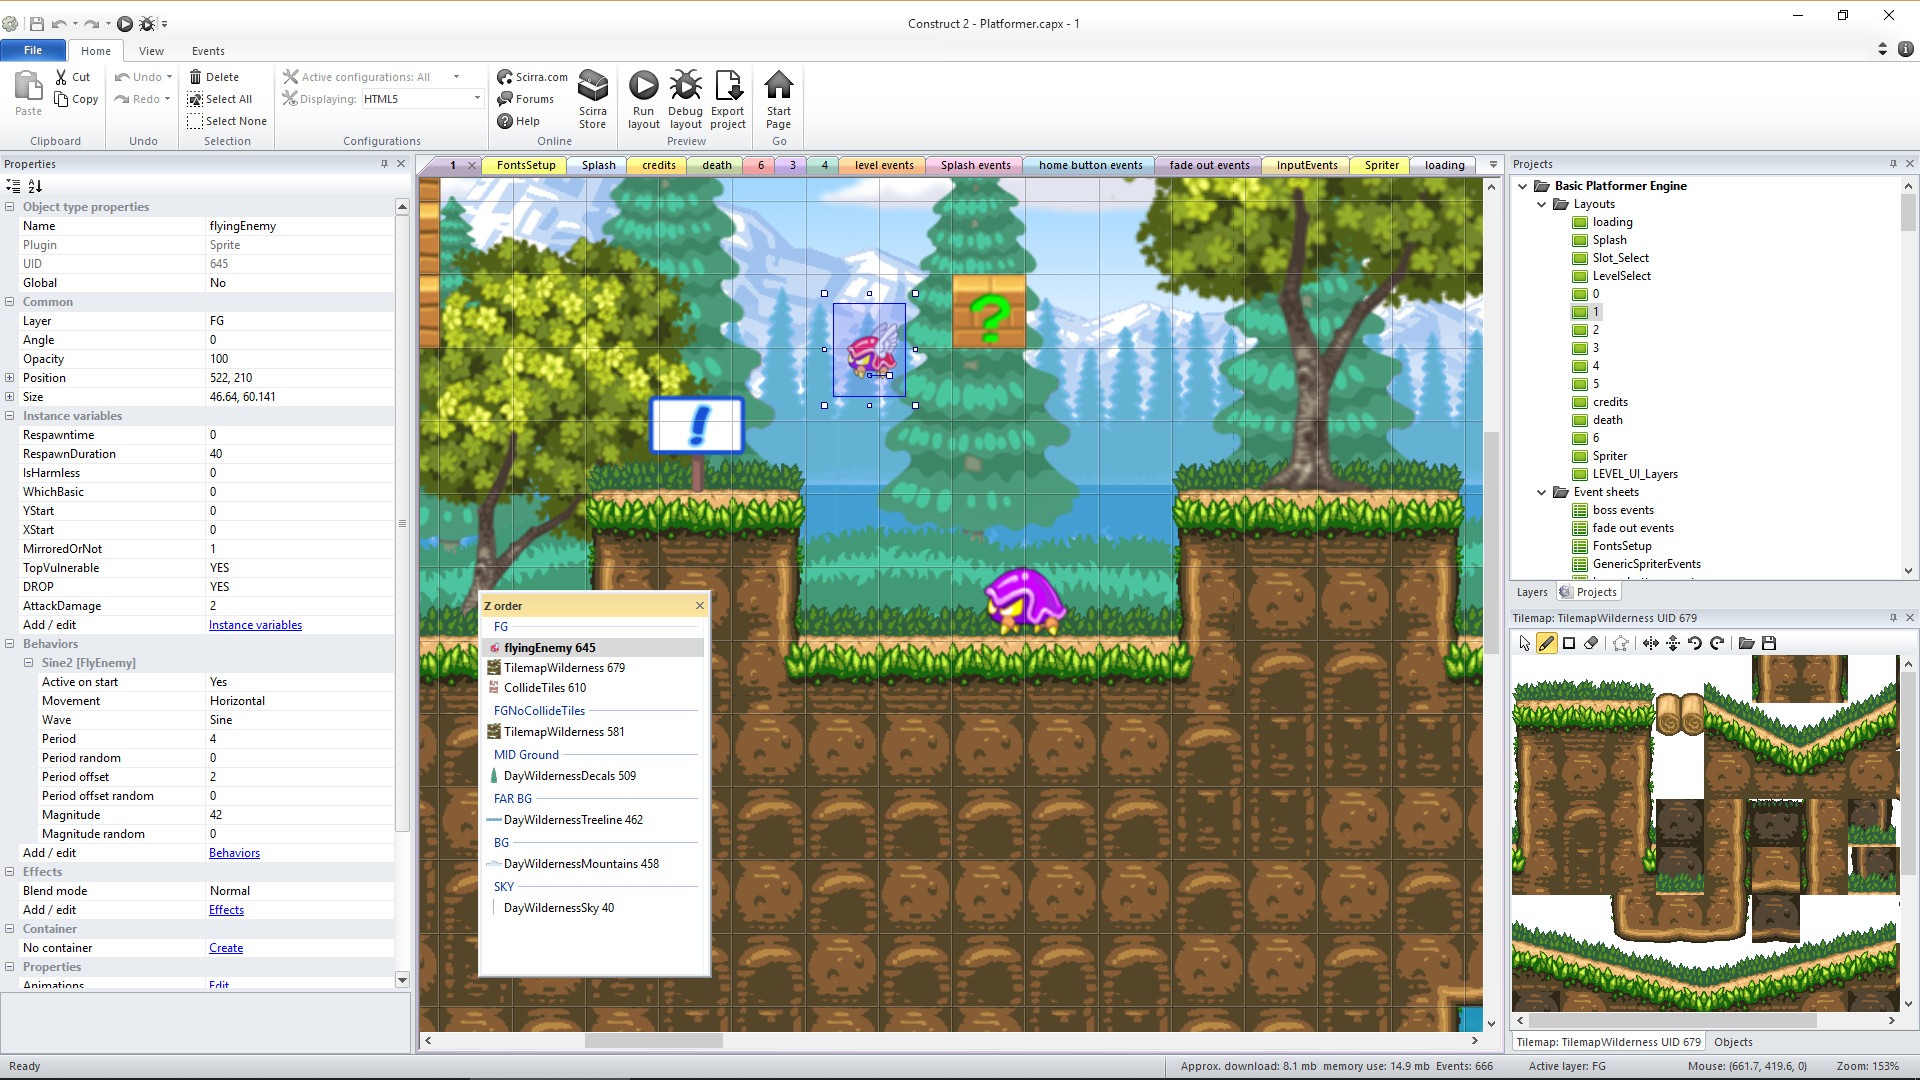 Construct 2 - Platformer.capx - 1
File Home View Events
Paste Cut Copy Clipboard
Undo Redo Undo
Delete Select All Select None Selection
Active configurations: All
Displaying: HTML5
Configurations
Scirra.com Forums Help Scirra Store Online
Run layout Debug layout Export project Preview
Start Page Go
Properties
Object type properties
Name flyingEnemy
Plugin Sprite
UID 645
Global No
Common
Layer FG
Angle 0
Opacity 100
Position 522, 210
Size 46.64, 60.141
Instance variables
Respawntime 0
RespawnDuration 40
IsHarmless 0
WhichBasic 0
YStart 0
XStart 0
MirroredOrNot 1
TopVulnerable YES
DROP YES
AttackDamage 2
Add / edit Instance variables
Behaviors
Sine2 [FlyEnemy]
Active on start Yes
Movement Horizontal
Wave Sine
Period 4
Period random 0
Period offset 2
Period offset random 0
Magnitude 42
Magnitude random 0
Add / edit Behaviors
Effects
Blend mode Normal
Add / edit Effects
Container
No container Create
Properties
Animations Edit
1 FontsSetup Splash credits death 6 3 4 level events Splash events home button events fade out events InputEvents Spriter loading
?
!
Z order
FG
flyingEnemy 645
TilemapWilderness 679
CollideTiles 610
FGNoCollideTiles
TilemapWilderness 581
MID Ground
DayWildernessDecals 509
FAR BG
DayWildernessTreeline 462
BG
DayWildernessMountains 458
SKY
DayWildernessSky 40
Projects
Basic Platformer Engine
Layouts
loading
Splash
Slot_Select
LevelSelect
0
1
2
3
4
5
credits
death
6
Spriter
LEVEL_UI_Layers
Event sheets
boss events
fade out events
FontsSetup
GenericSpriterEvents
Layers Projects
Tilemap: TilemapWilderness UID 679
Tilemap: TilemapWilderness UID 679 Objects
Ready
Approx. download: 8.1 mb memory use: 14.9 mb Events: 666 Active layer: FG Mouse: (661.7, 419.6, 0) Zoom: 153%